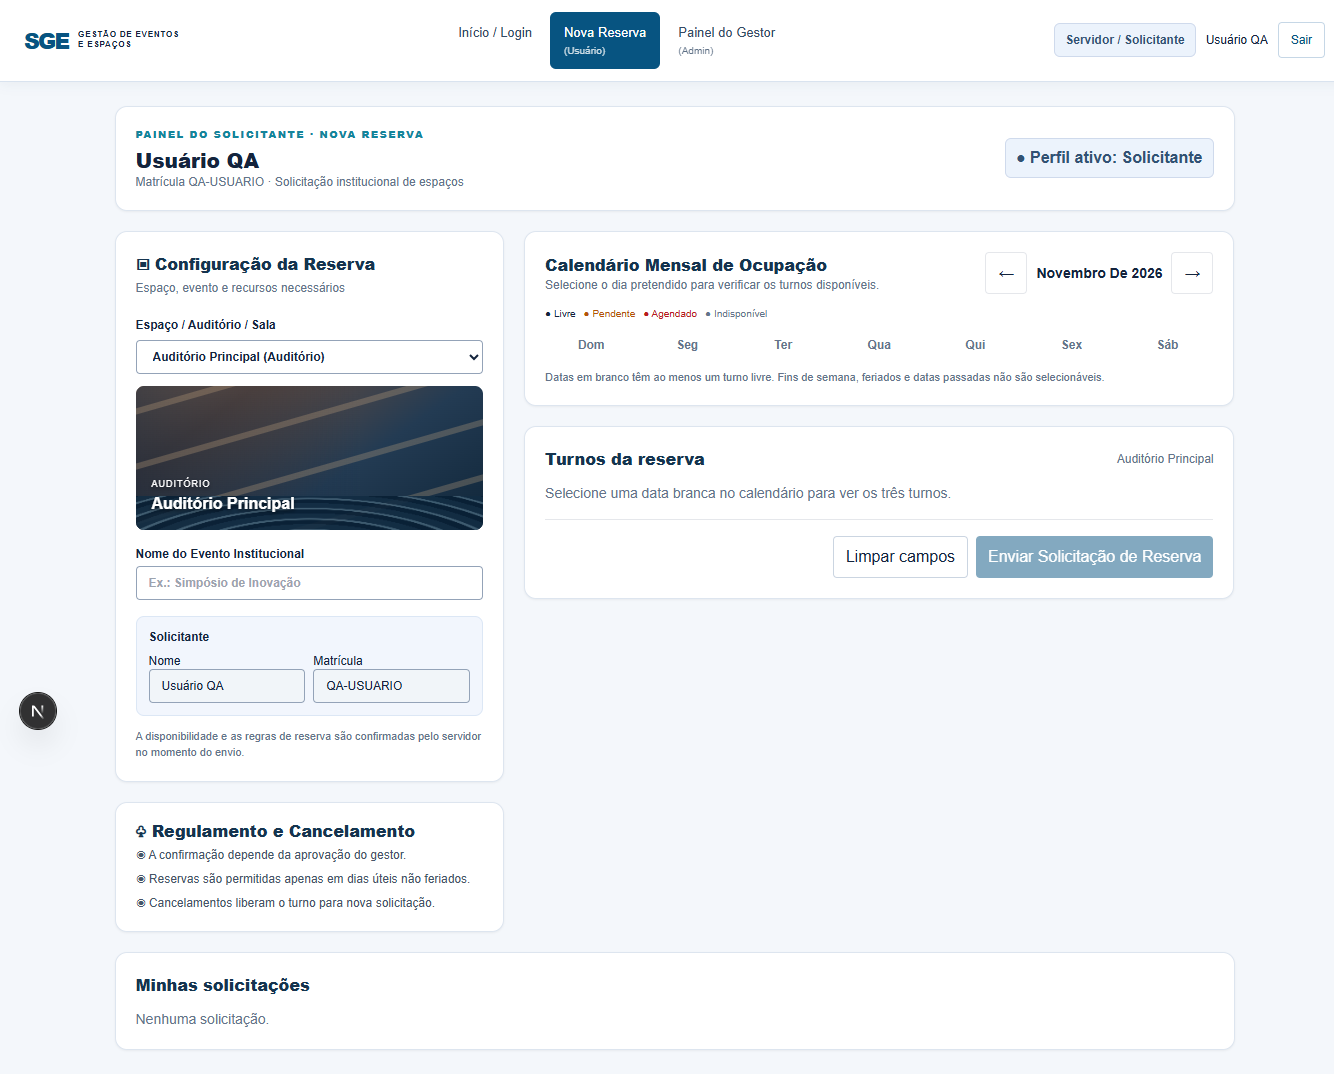 SGE
GESTÃO DE EVENTOS
E ESPAÇOS
Início / Login
Nova Reserva
(Usuário)
Painel do Gestor
(Admin)
Servidor / Solicitante
Usuário QA
Sair
PAINEL DO SOLICITANTE · NOVA RESERVA
Usuário QA
Matrícula QA-USUARIO · Solicitação institucional de espaços
● Perfil ativo: Solicitante
▣ Configuração da Reserva
Espaço, evento e recursos necessários
Espaço / Auditório / Sala
Auditório Principal (Auditório)
AUDITÓRIO
Auditório Principal
Nome do Evento Institucional
Ex.: Simpósio de Inovação
Solicitante
Nome
Matrícula
Usuário QA
QA-USUARIO
A disponibilidade e as regras de reserva são confirmadas pelo servidor
no momento do envio.
Regulamento e Cancelamento
◉ A confirmação depende da aprovação do gestor.
◉ Reservas são permitidas apenas em dias úteis não feriados.
◉ Cancelamentos liberam o turno para nova solicitação.
Calendário Mensal de Ocupação
Selecione o dia pretendido para verificar os turnos disponíveis.
← Novembro De 2026 →
● Livre ● Pendente ● Agendado ● Indisponível
Dom Seg Ter Qua Qui Sex Sáb
Datas em branco têm ao menos um turno livre. Fins de semana, feriados e datas passadas não são selecionáveis.
Turnos da reserva
Auditório Principal
Selecione uma data branca no calendário para ver os três turnos.
Limpar campos
Enviar Solicitação de Reserva
Minhas solicitações
Nenhuma solicitação.
N